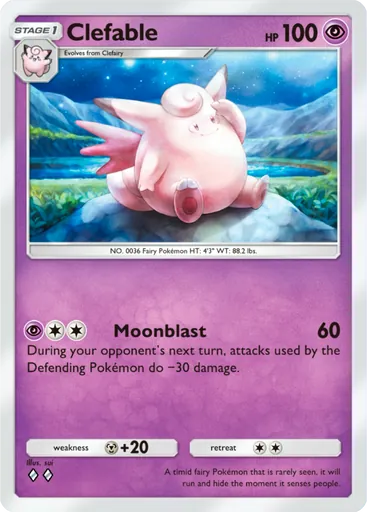 STAGE 1 Clefable HP 100
Evolves from Clefairy
NO. 0036 Fairy Pokémon HT: 4'3" WT: 88.2 lbs.
Moonblast 60
During your opponent's next turn, attacks used by the
Defending Pokémon do −30 damage.
weakness +20 retreat
Illus. sui
A timid fairy Pokémon that is rarely seen, it will
run and hide the moment it senses people.